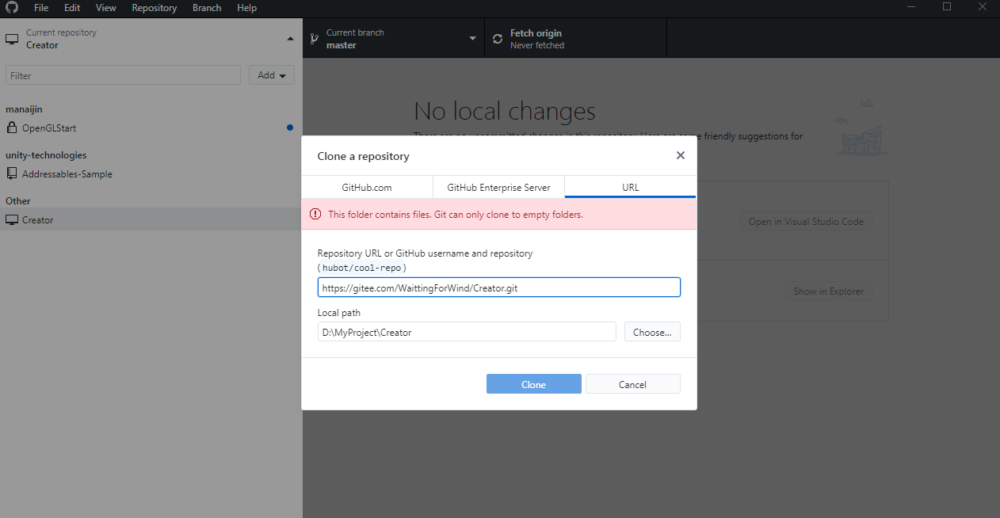 File Edit View Repository Branch Help
Current repository
Creator
Current branch
master
Fetch origin
Never fetched
Filter
Add
manaijin
OpenGLStart
unity-technologies
Addressables-Sample
Other
Creator
No local changes
There are no uncommitted changes in this repository. Here are some friendly suggestions for
Clone a repository
GitHub.com
GitHub Enterprise Server
URL
This folder contains files. Git can only clone to empty folders.
Repository URL or GitHub username and repository
(hubot/cool-repo)
https://gitee.com/WaittingForWind/Creator.git
Local path
D:\MyProject\Creator
Choose...
Clone
Cancel
Open in Visual Studio Code
Show in Explorer